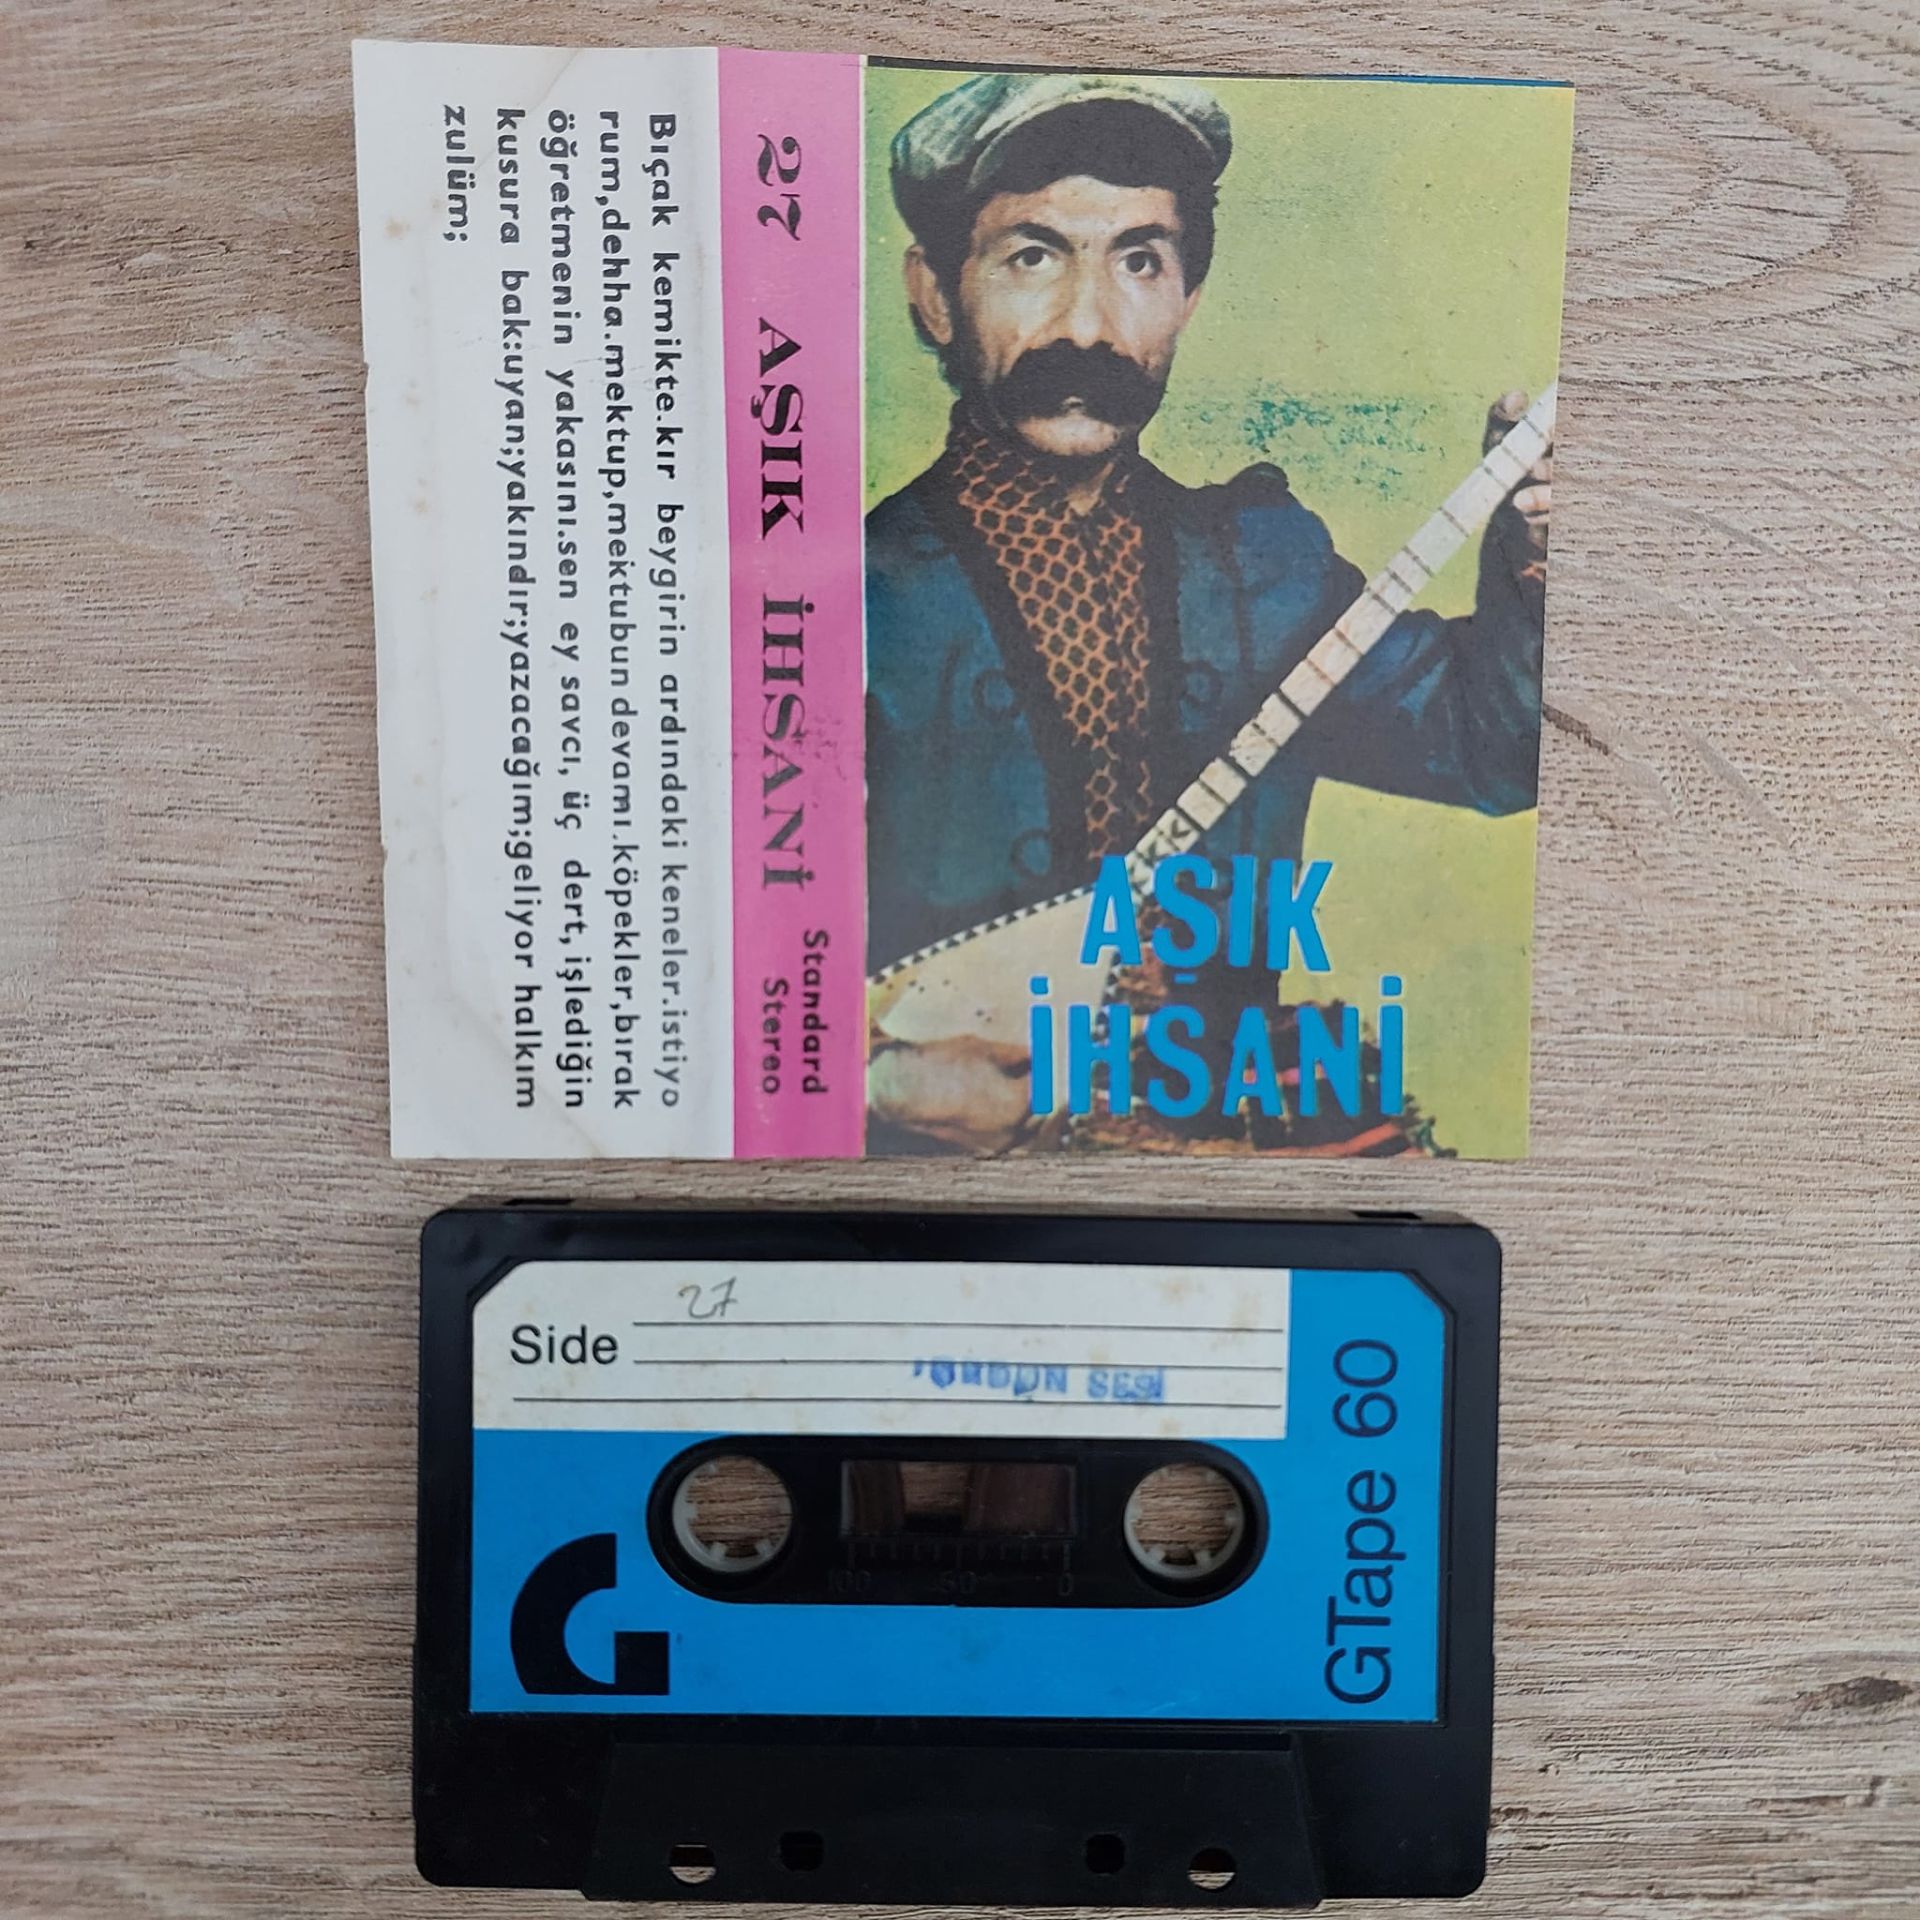 Bıçak kemikte.kır beygirin ardındaki keneler.istiyo
rum,dehha.mektup,mektubun devamı.köpekler,bırak
öğretmenin yakasını.sen ey savcı, üç dert,işlediğin
kusura bak:uyan;yakındır;yazacağım;geliyor halkım
zulüm;
27 AŞIK İHSANİ
Standard
Stereo
AŞIK
İHSANİ
27
Side
GTape 60
100 50 0